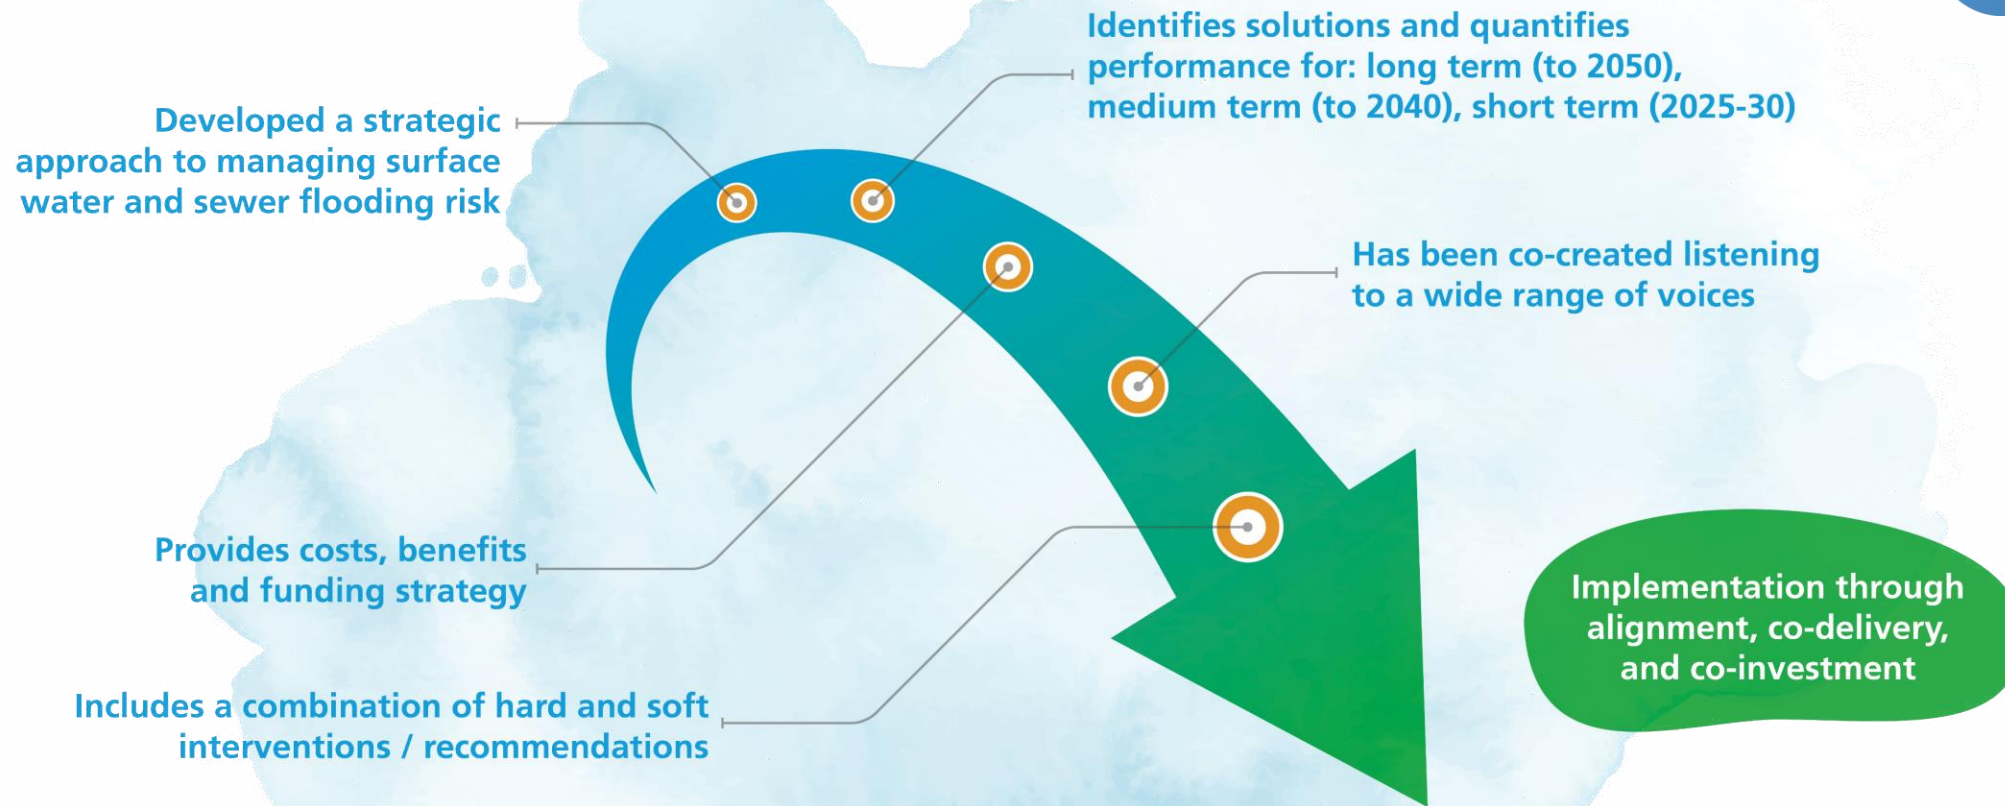 Developed a strategic
approach to managing surface
water and sewer flooding risk
Identifies solutions and quantifies
performance for: long term (to 2050),
medium term (to 2040), short term (2025-30)
Provides costs, benefits
and funding strategy
Has been co-created listening
to a wide range of voices
Includes a combination of hard and soft
interventions / recommendations
Implementation through
alignment, co-delivery,
and co-investment